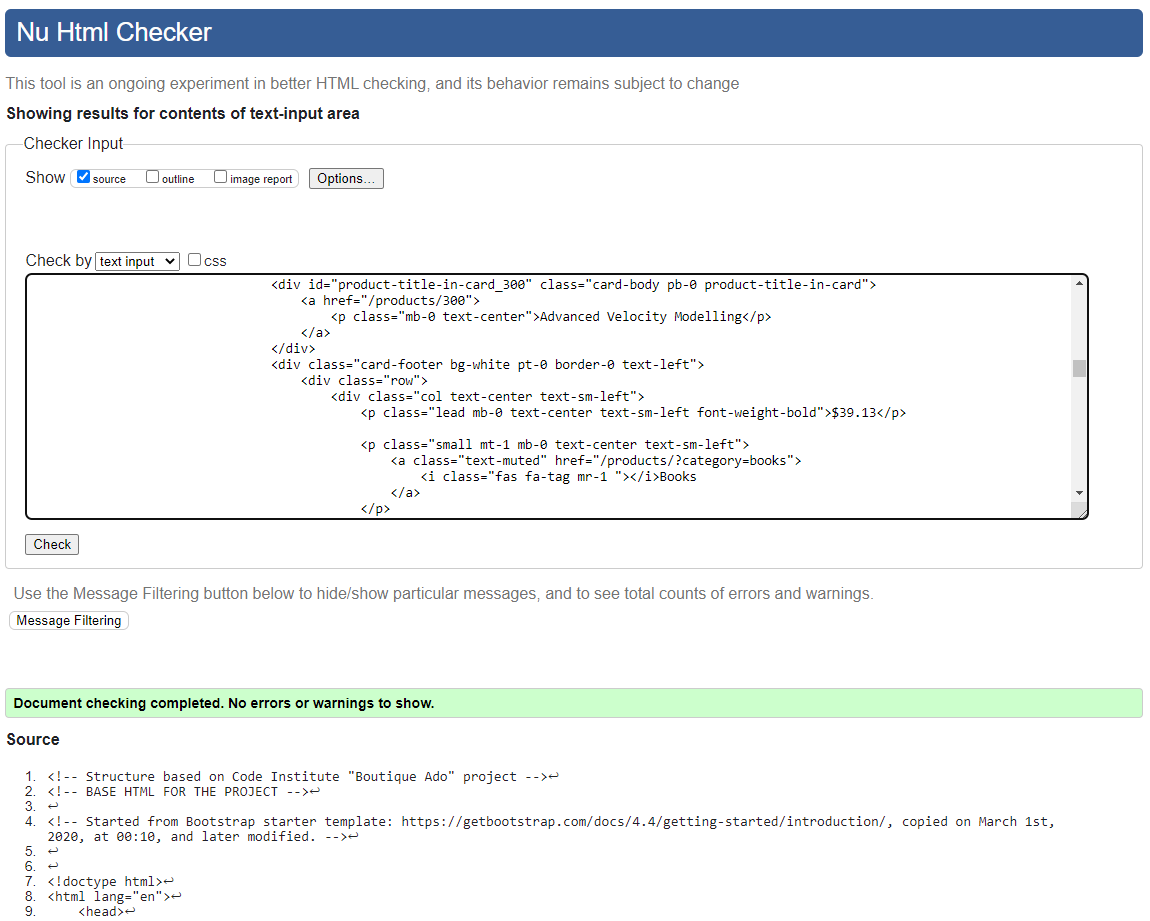 Nu Html Checker
This tool is an ongoing experiment in better HTML checking, and its behavior remains subject to change
Showing results for contents of text-input area
Checker Input
Show source outline image report Options...
Check by text input css
<div id="product-title-in-card_300" class="card-body pb-0 product-title-in-card">
<a href="/products/300">
<p class="mb-0 text-center">Advanced Velocity Modelling</p>
</a>
</div>
<div class="card-footer bg-white pt-0 border-0 text-left">
<div class="row">
<div class="col text-center text-sm-left">
<p class="lead mb-0 text-center text-sm-left font-weight-bold">$39.13</p>
<p class="small mt-1 mb-0 text-center text-sm-left">
<a class="text-muted" href="/products/?category=books">
<i class="fas fa-tag mr-1 "></i>Books
</a>
</p>
Check
Use the Message Filtering button below to hide/show particular messages, and to see total counts of errors and warnings.
Message Filtering
Document checking completed. No errors or warnings to show.
Source
1. <!-- Structure based on Code Institute "Boutique Ado" project -->↩
2. <!-- BASE HTML FOR THE PROJECT -->↩
3. ↩
4. <!-- Started from Bootstrap starter template: https://getbootstrap.com/docs/4.4/getting-started/introduction/, copied on March 1st,
2020, at 00:10, and later modified. -->↩
5. ↩
6. ↩
7. <!doctype html>↩
8. <html lang="en">↩
9. <head>↩